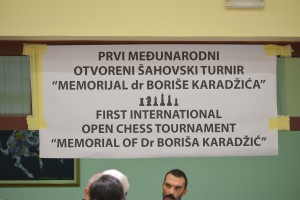 PRVI MEĐUNARODNI
OTVORENI ŠAHOVSKI TURNIR
"MEMORIJAL dr BORIŠE KARADŽIĆA"
FIRST INTERNATIONAL
OPEN CHESS TOURNAMENT
"MEMORIAL OF Dr BORIŠA KARADŽIĆ"